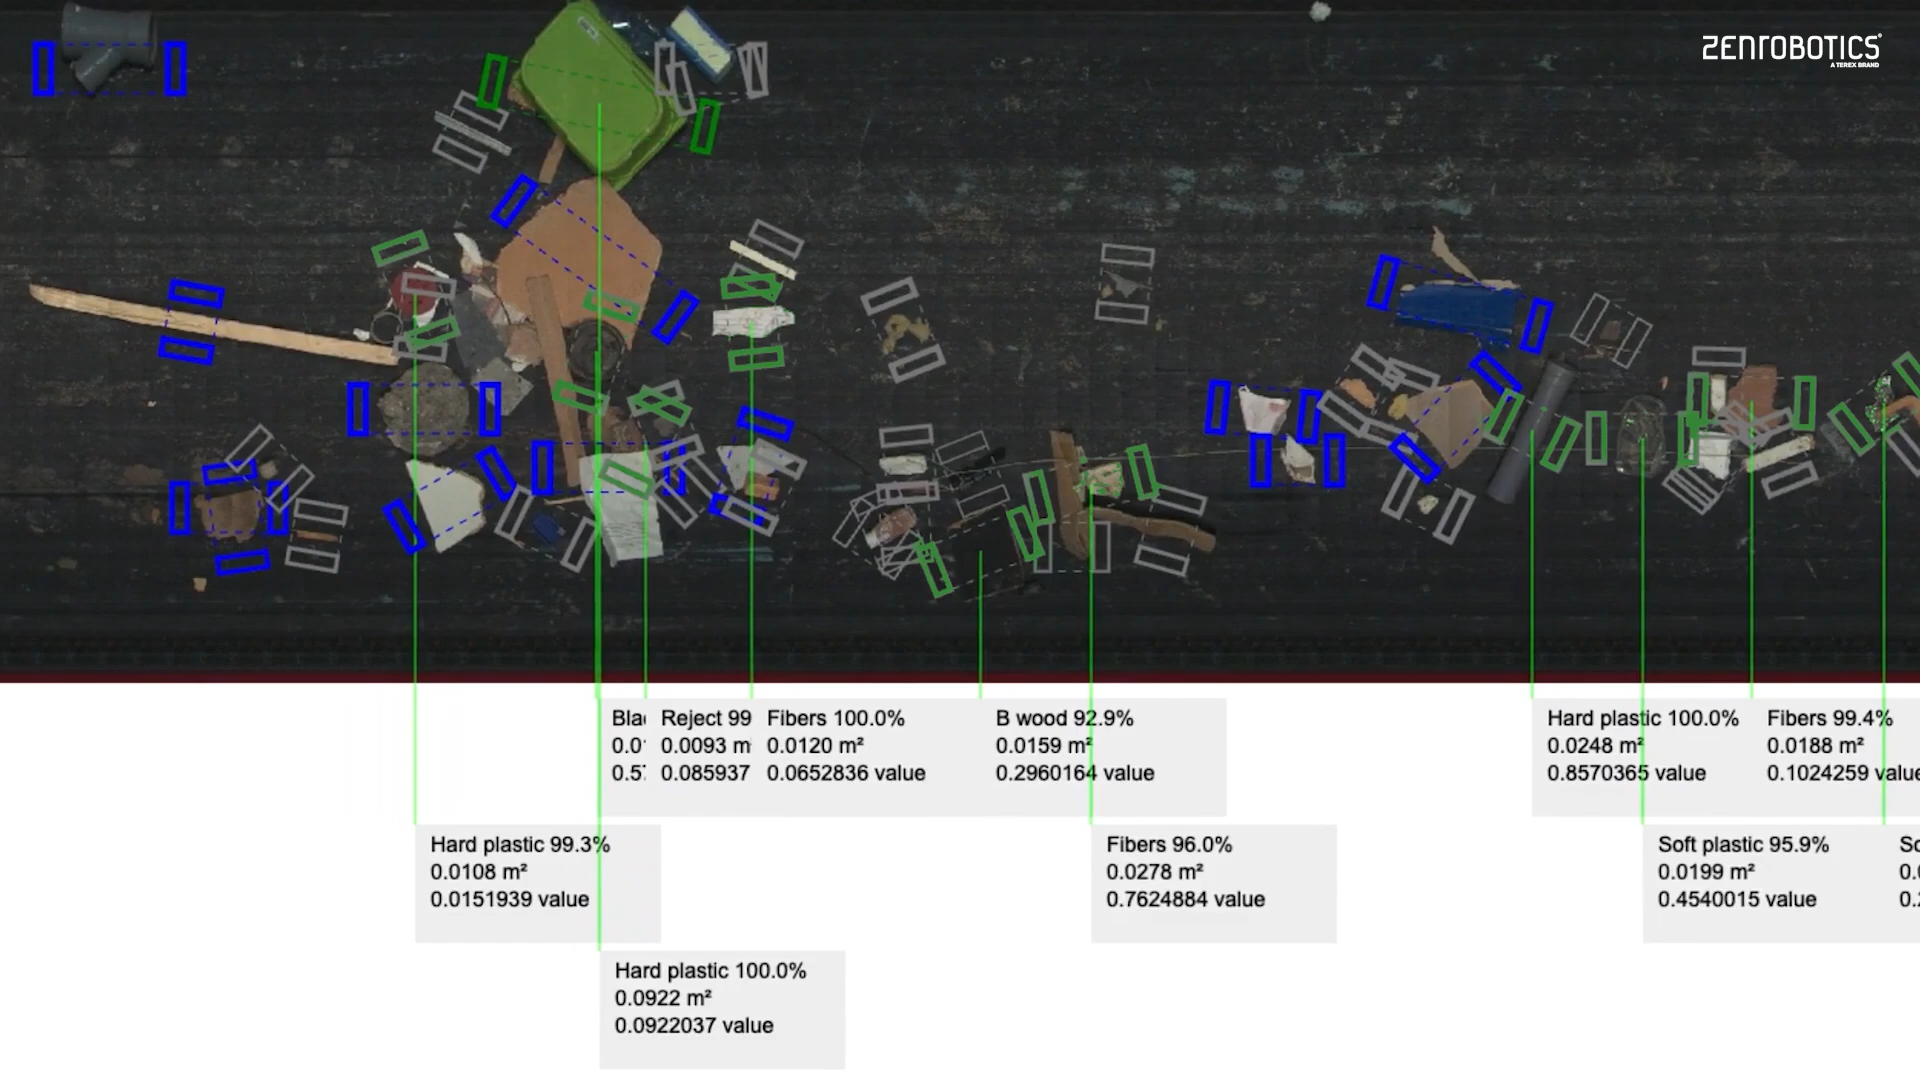 ZENROBOTICS
A TEREX BRAND
Reject 99
0.0093 m
0.085937
Fibers 100.0%
0.0120 m²
0.0652836 value
B wood 92.9%
0.0159 m²
0.2960164 value
Hard plastic 100.0%
0.0248 m²
0.8570365 value
Fibers 99.4%
0.0188 m²
0.1024259 value
Hard plastic 99.3%
0.0108 m²
0.0151939 value
Fibers 96.0%
0.0278 m²
0.7624884 value
Soft plastic 95.9%
0.0199 m²
0.4540015 value
Hard plastic 100.0%
0.0922 m²
0.0922037 value